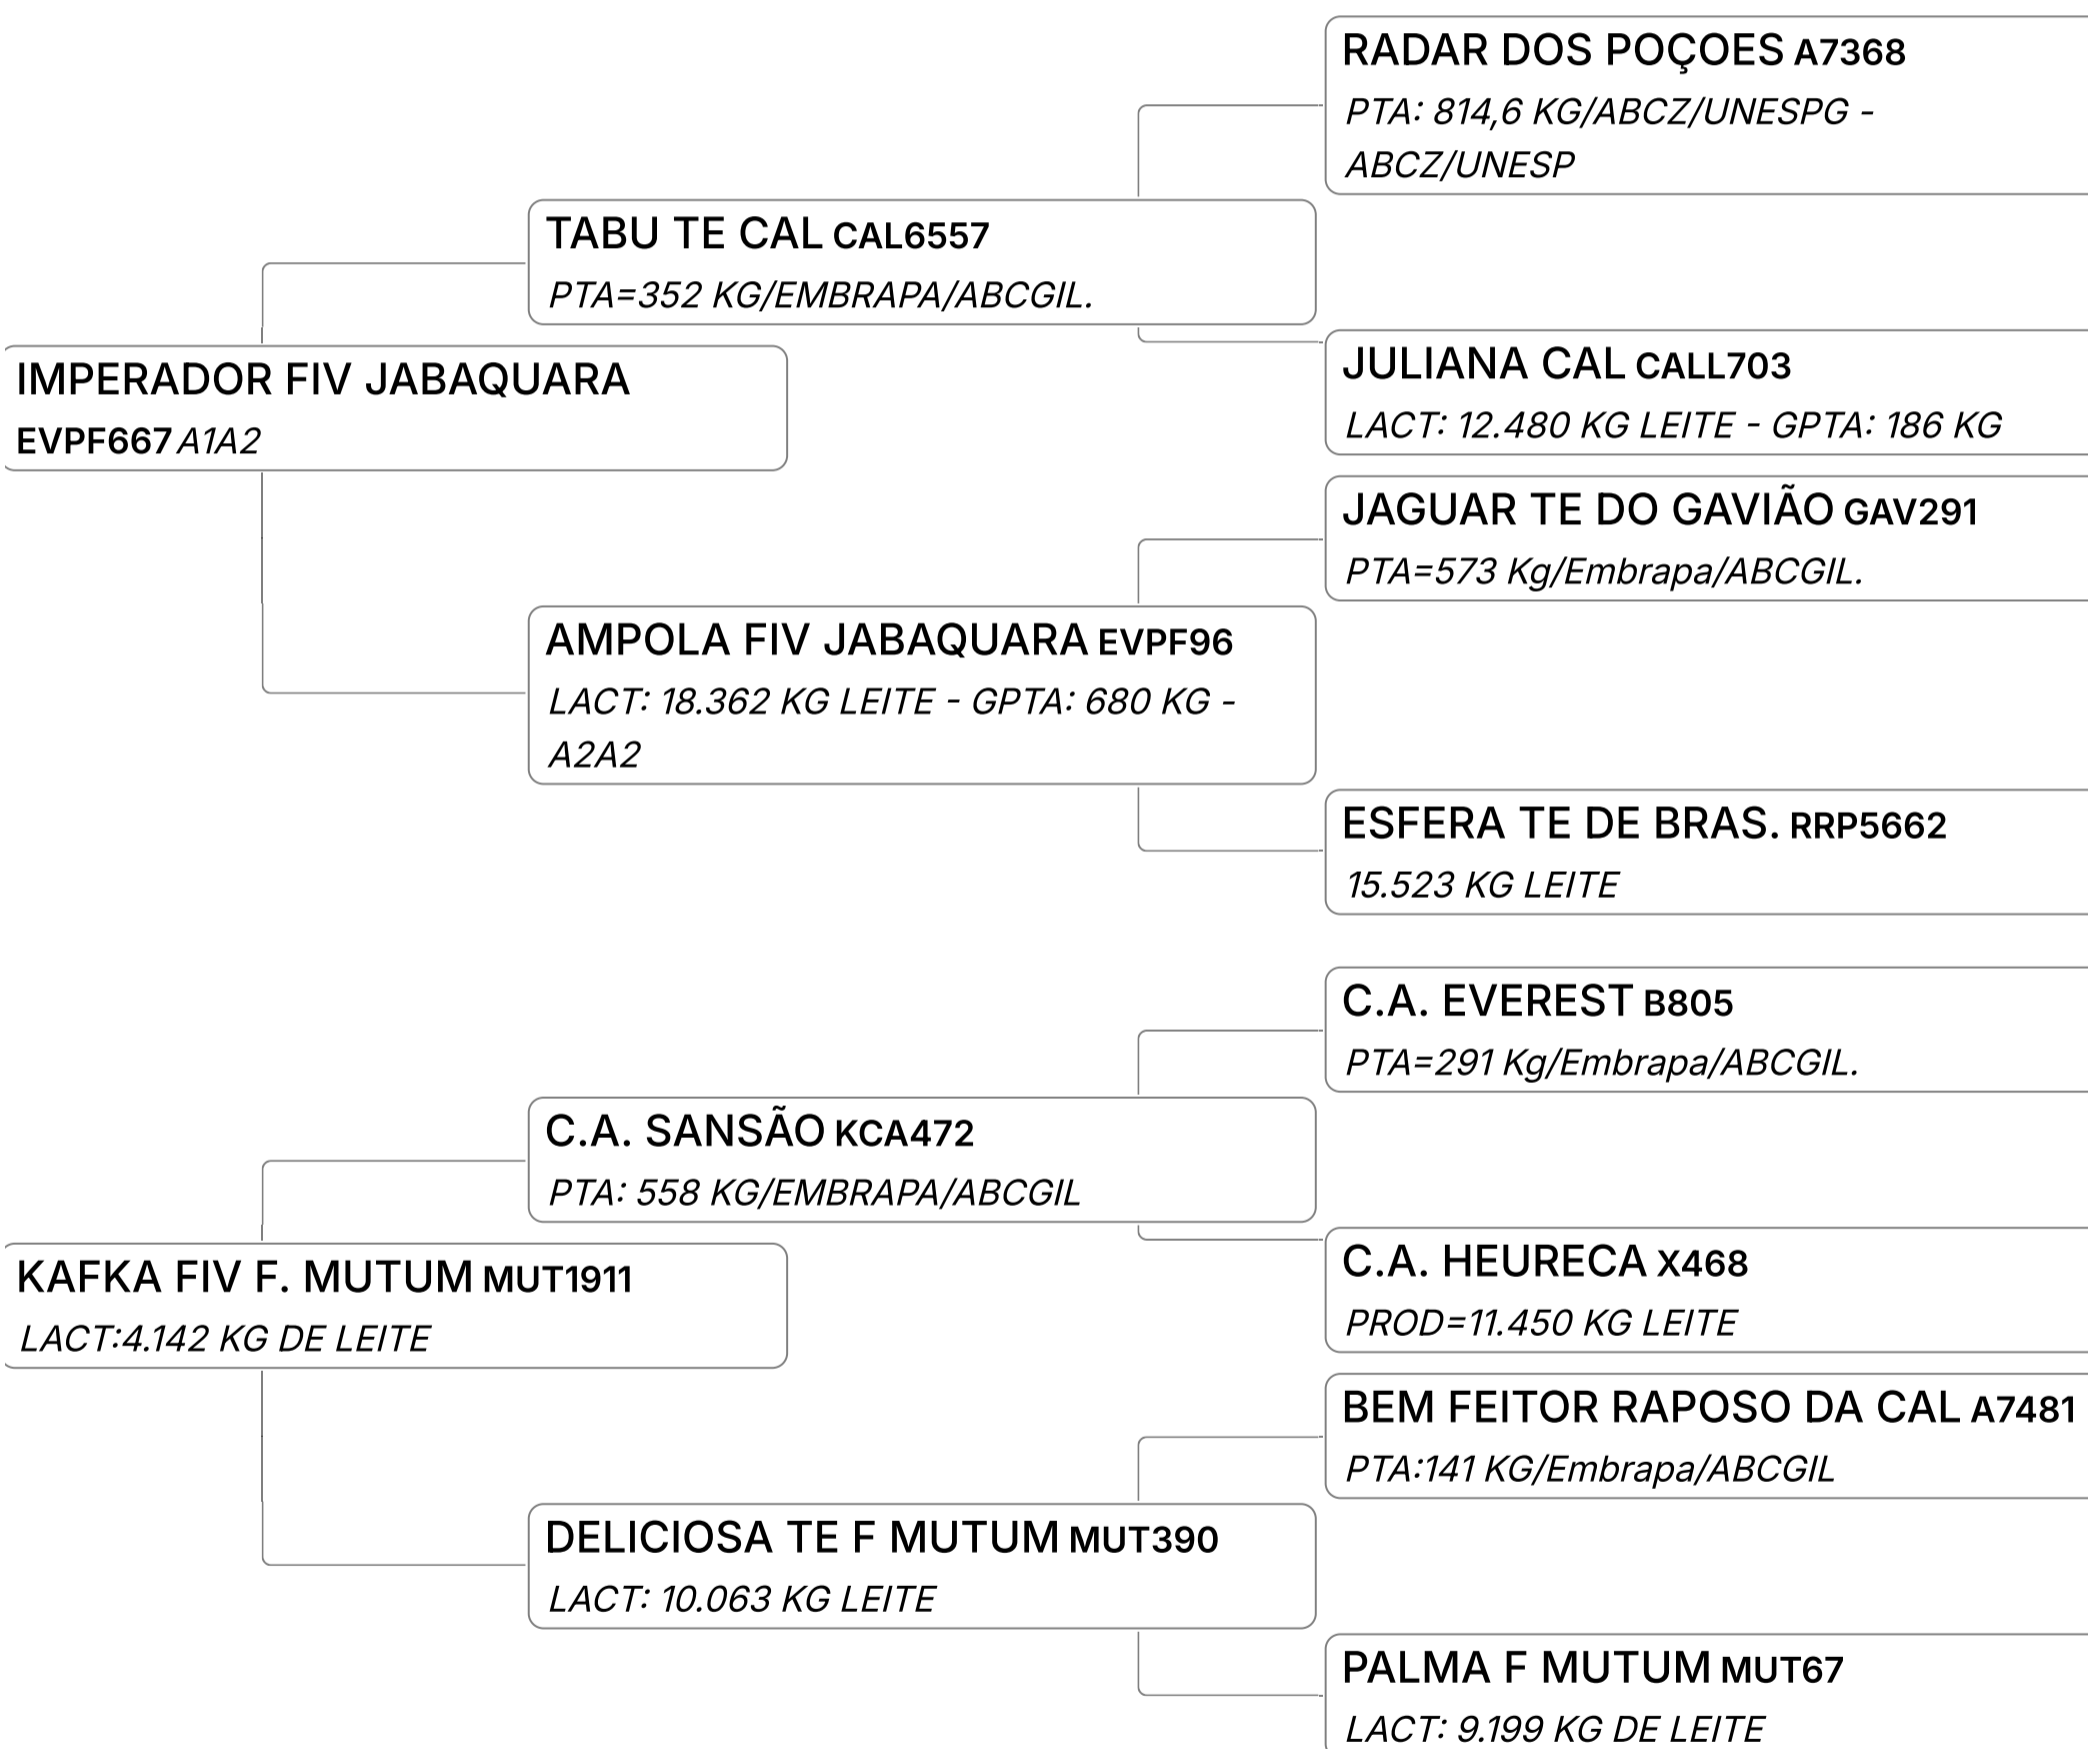 RADAR DOS POÇOES A7368
PTA: 814,6 KG/ABCZ/UNESPG -
ABCZ/UNESP
TABU TE CAL CAL6557
PTA=352 KG/EMBRAPA/ABCGIL.
JULIANA CAL CALL703
LACT: 12.480 KG LEITE - GPTA: 186 KG
IMPERADOR FIV JABAQUARA
EVPF667 A1A2
JAGUAR TE DO GAVIÃO GAV291
PTA=573 Kg/Embrapa/ABCGIL.
AMPOLA FIV JABAQUARA EVPF96
LACT: 18.362 KG LEITE - GPTA: 680 KG -
A2A2
ESFERA TE DE BRAS. RRP5662
15.523 KG LEITE
C.A. EVEREST B805
PTA=291 Kg/Embrapa/ABCGIL.
C.A. SANSÃO KCA472
PTA: 558 KG/EMBRAPA/ABCGIL
C.A. HEURECA X468
PROD=11.450 KG LEITE
KAFKA FIV F. MUTUM MUT1911
LACT:4.142 KG DE LEITE
BEM FEITOR RAPOSO DA CAL A7481
PTA:141 KG/Embrapa/ABCGIL
DELICIOSA TE F MUTUM MUT390
LACT: 10.063 KG LEITE
PALMA F MUTUM MUT67
LACT: 9.199 KG DE LEITE